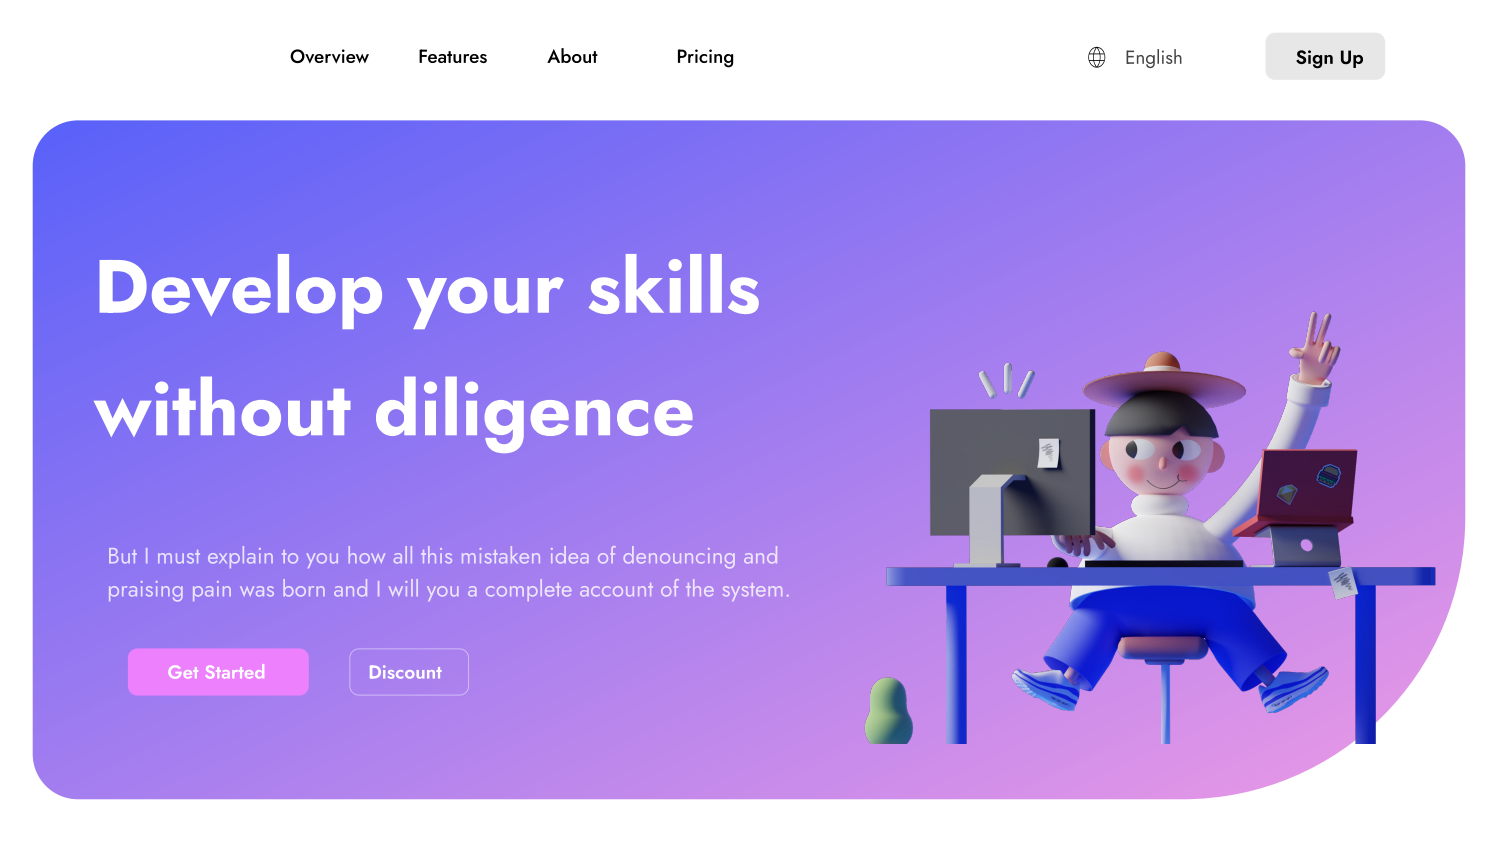 Overview Features About Pricing English Sign Up
Develop your skills
without diligence
But I must explain to you how all this mistaken idea of denouncing and
praising pain was born and I will you a complete account of the system.
Get Started Discount